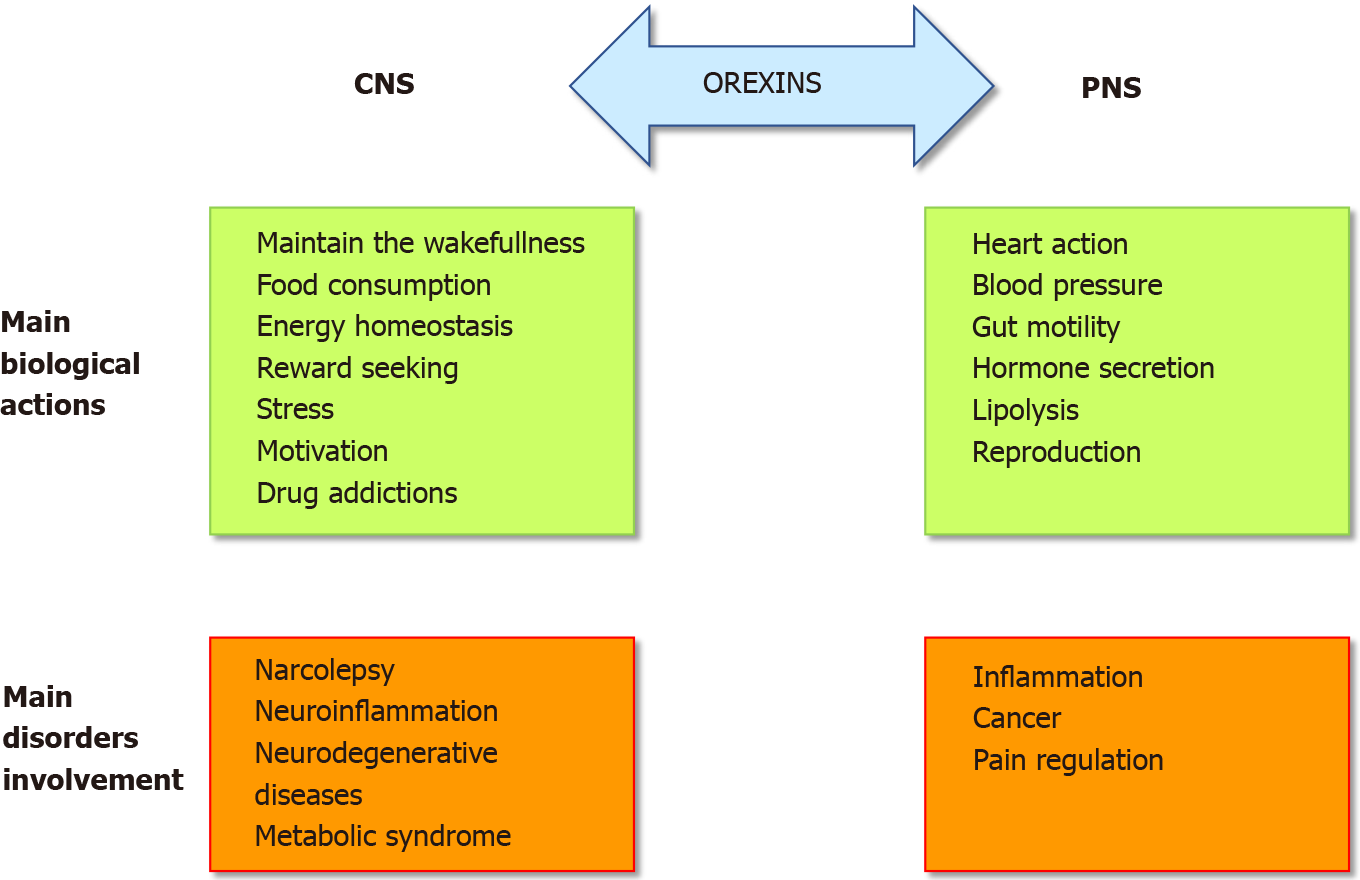 CNS
OREXINS
PNS
Main
biological
actions
Maintain the wakefullness
Food consumption
Energy homeostasis
Reward seeking
Stress
Motivation
Drug addictions
Heart action
Blood pressure
Gut motility
Hormone secretion
Lipolysis
Reproduction
Main
disorders
involvement
Narcolepsy
Neuroinflammation
Neurodegenerative
diseases
Metabolic syndrome
Inflammation
Cancer
Pain regulation